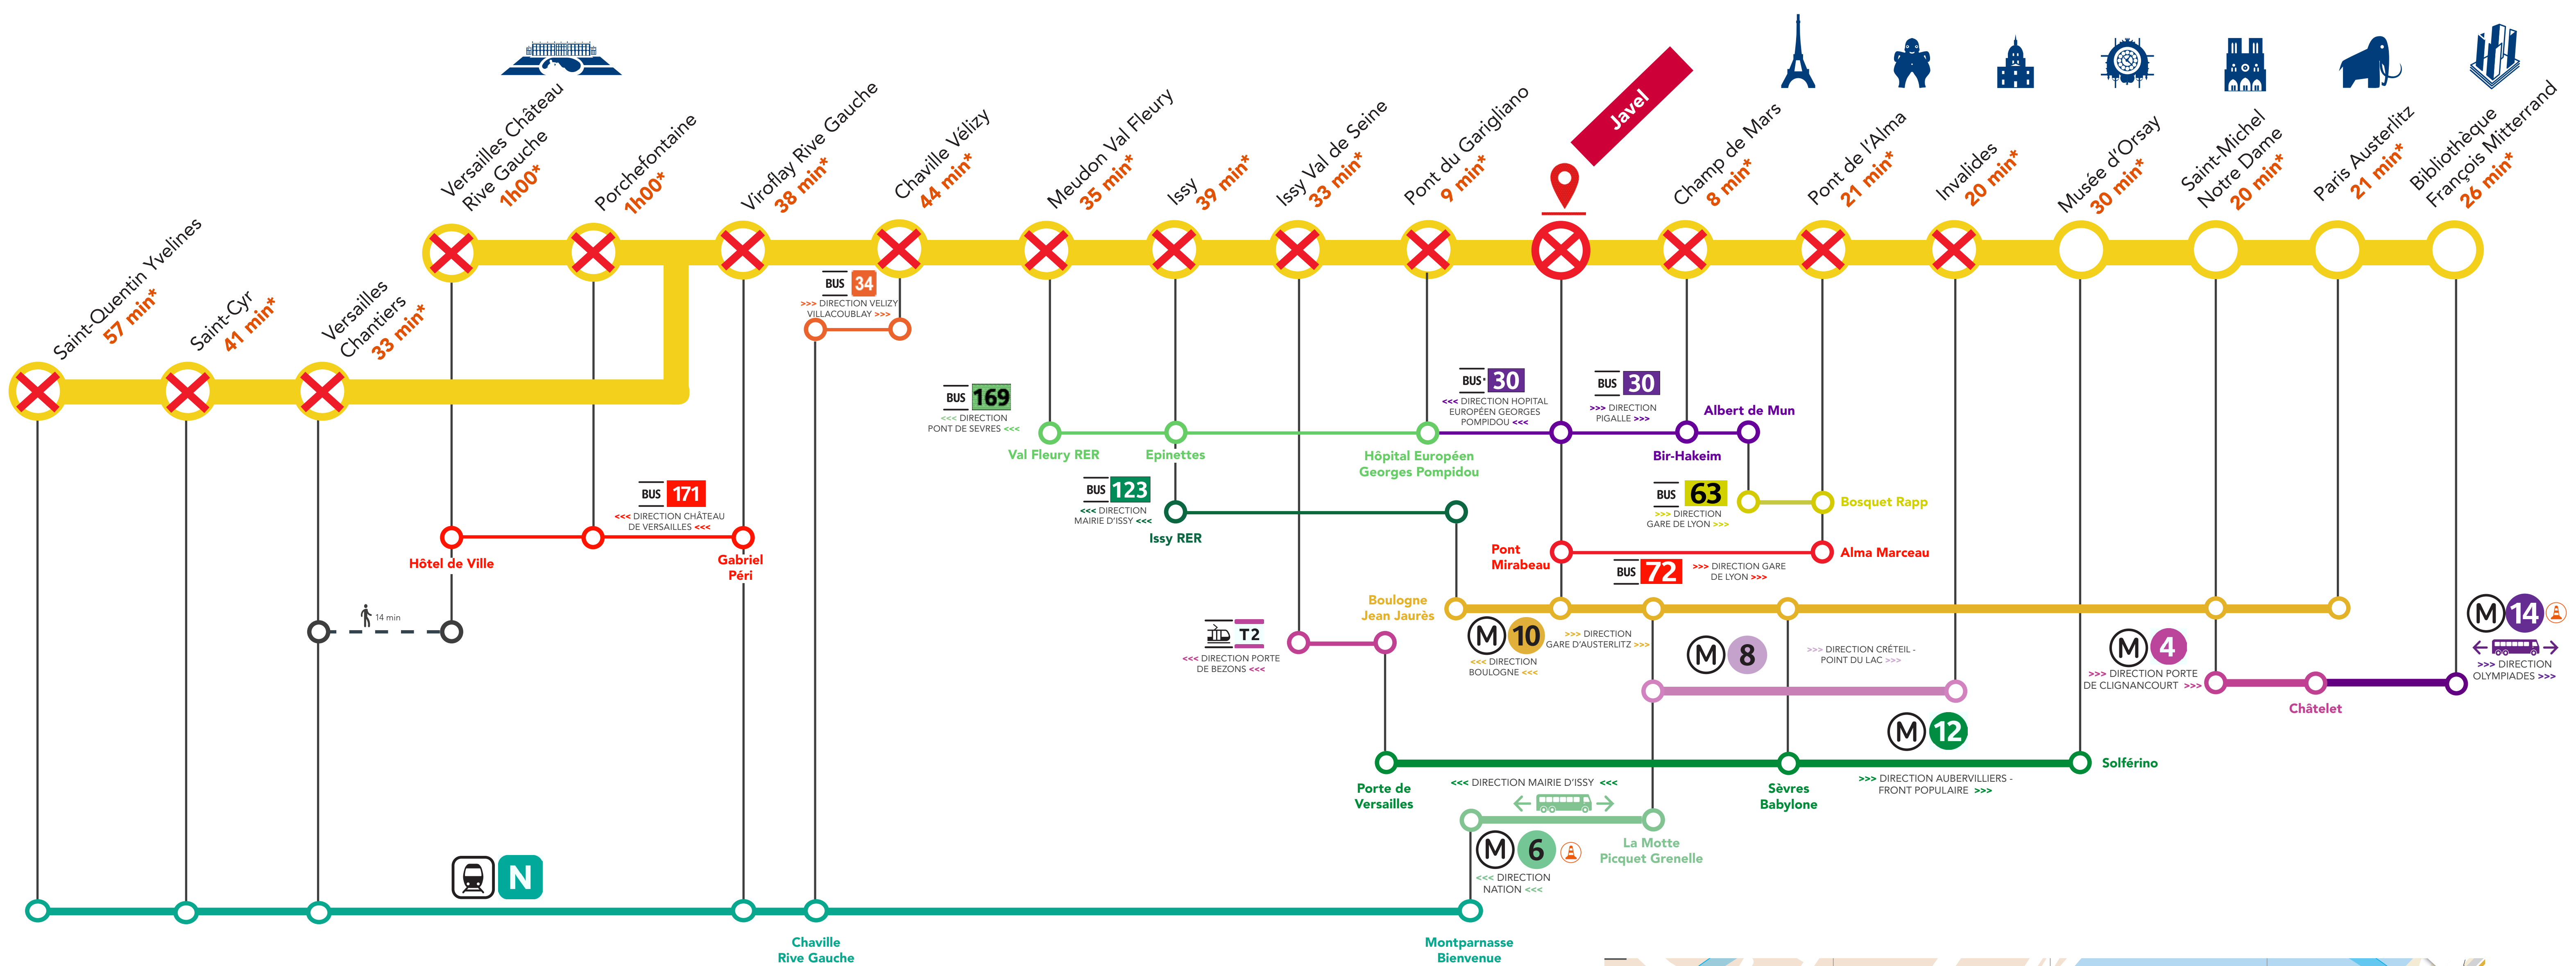 Versailles Château
Rive Gauche
1h00*
Porchefontaine
1h00*
Viroflay Rive Gauche
38 min*
Chaville Vélizy
44 min*
Meudon Val Fleury
35 min*
Issy
39 min*
Issy Val de Seine
33 min*
Pont du Garigliano
9 min*
Javel
Champ de Mars
8 min*
Pont de l'Alma
21 min*
Invalides
20 min*
Musée d'Orsay
30 min*
Saint-Michel
Notre Dame
20 min*
Paris Austerlitz
21 min*
Bibliothèque
François Mitterrand
26 min*
Saint-Quentin Yvelines
57 min*
Saint-Cyr
41 min*
Versailles
Chantiers
33 min*
BUS 34
>>> DIRECTION VELIZY
VILLACOUBLAY >>>
BUS 169
<<< DIRECTION
PONT DE SEVRES <<<
Val Fleury RER
Epinettes
Hôpital Européen
Georges Pompidou
BUS 30
<<< DIRECTION HOPITAL
EUROPÉEN GEORGES
POMPIDOU <<<
BUS 30
>>> DIRECTION
PIGALLE >>>
Albert de Mun
Bir-Hakeim
BUS 171
<<< DIRECTION CHÂTEAU
DE VERSAILLES <<<
Hôtel de Ville
Gabriel
Péri
BUS 123
<<< DIRECTION
MAIRIE D'ISSY <<<
Issy RER
BUS 63
>>> DIRECTION
GARE DE LYON >>>
Bosquet Rapp
Pont
Mirabeau
Alma Marceau
BUS 72
>>> DIRECTION GARE
DE LYON >>>
14 min
Boulogne
Jean Jaurès
M 10
>>> DIRECTION
GARE D'AUSTERLITZ >>>
<<< DIRECTION
BOULOGNE <<<
T2
<<< DIRECTION PORTE
DE BEZONS <<<
M 8
>>> DIRECTION CRÉTEIL -
POINT DU LAC >>>
M 4
>>> DIRECTION PORTE
DE CLIGNANCOURT >>>
Châtelet
M 14
>>> DIRECTION
OLYMPIADES >>>
M 12
Solférino
Porte de
Versailles
<<< DIRECTION MAIRIE D'ISSY <<<
Sèvres
Babylone
>>> DIRECTION AUBERVILLIERS -
FRONT POPULAIRE >>>
M 6
<<< DIRECTION
NATION <<<
La Motte
Picquet Grenelle
N
Chaville
Rive Gauche
Montparnasse
Bienvenue